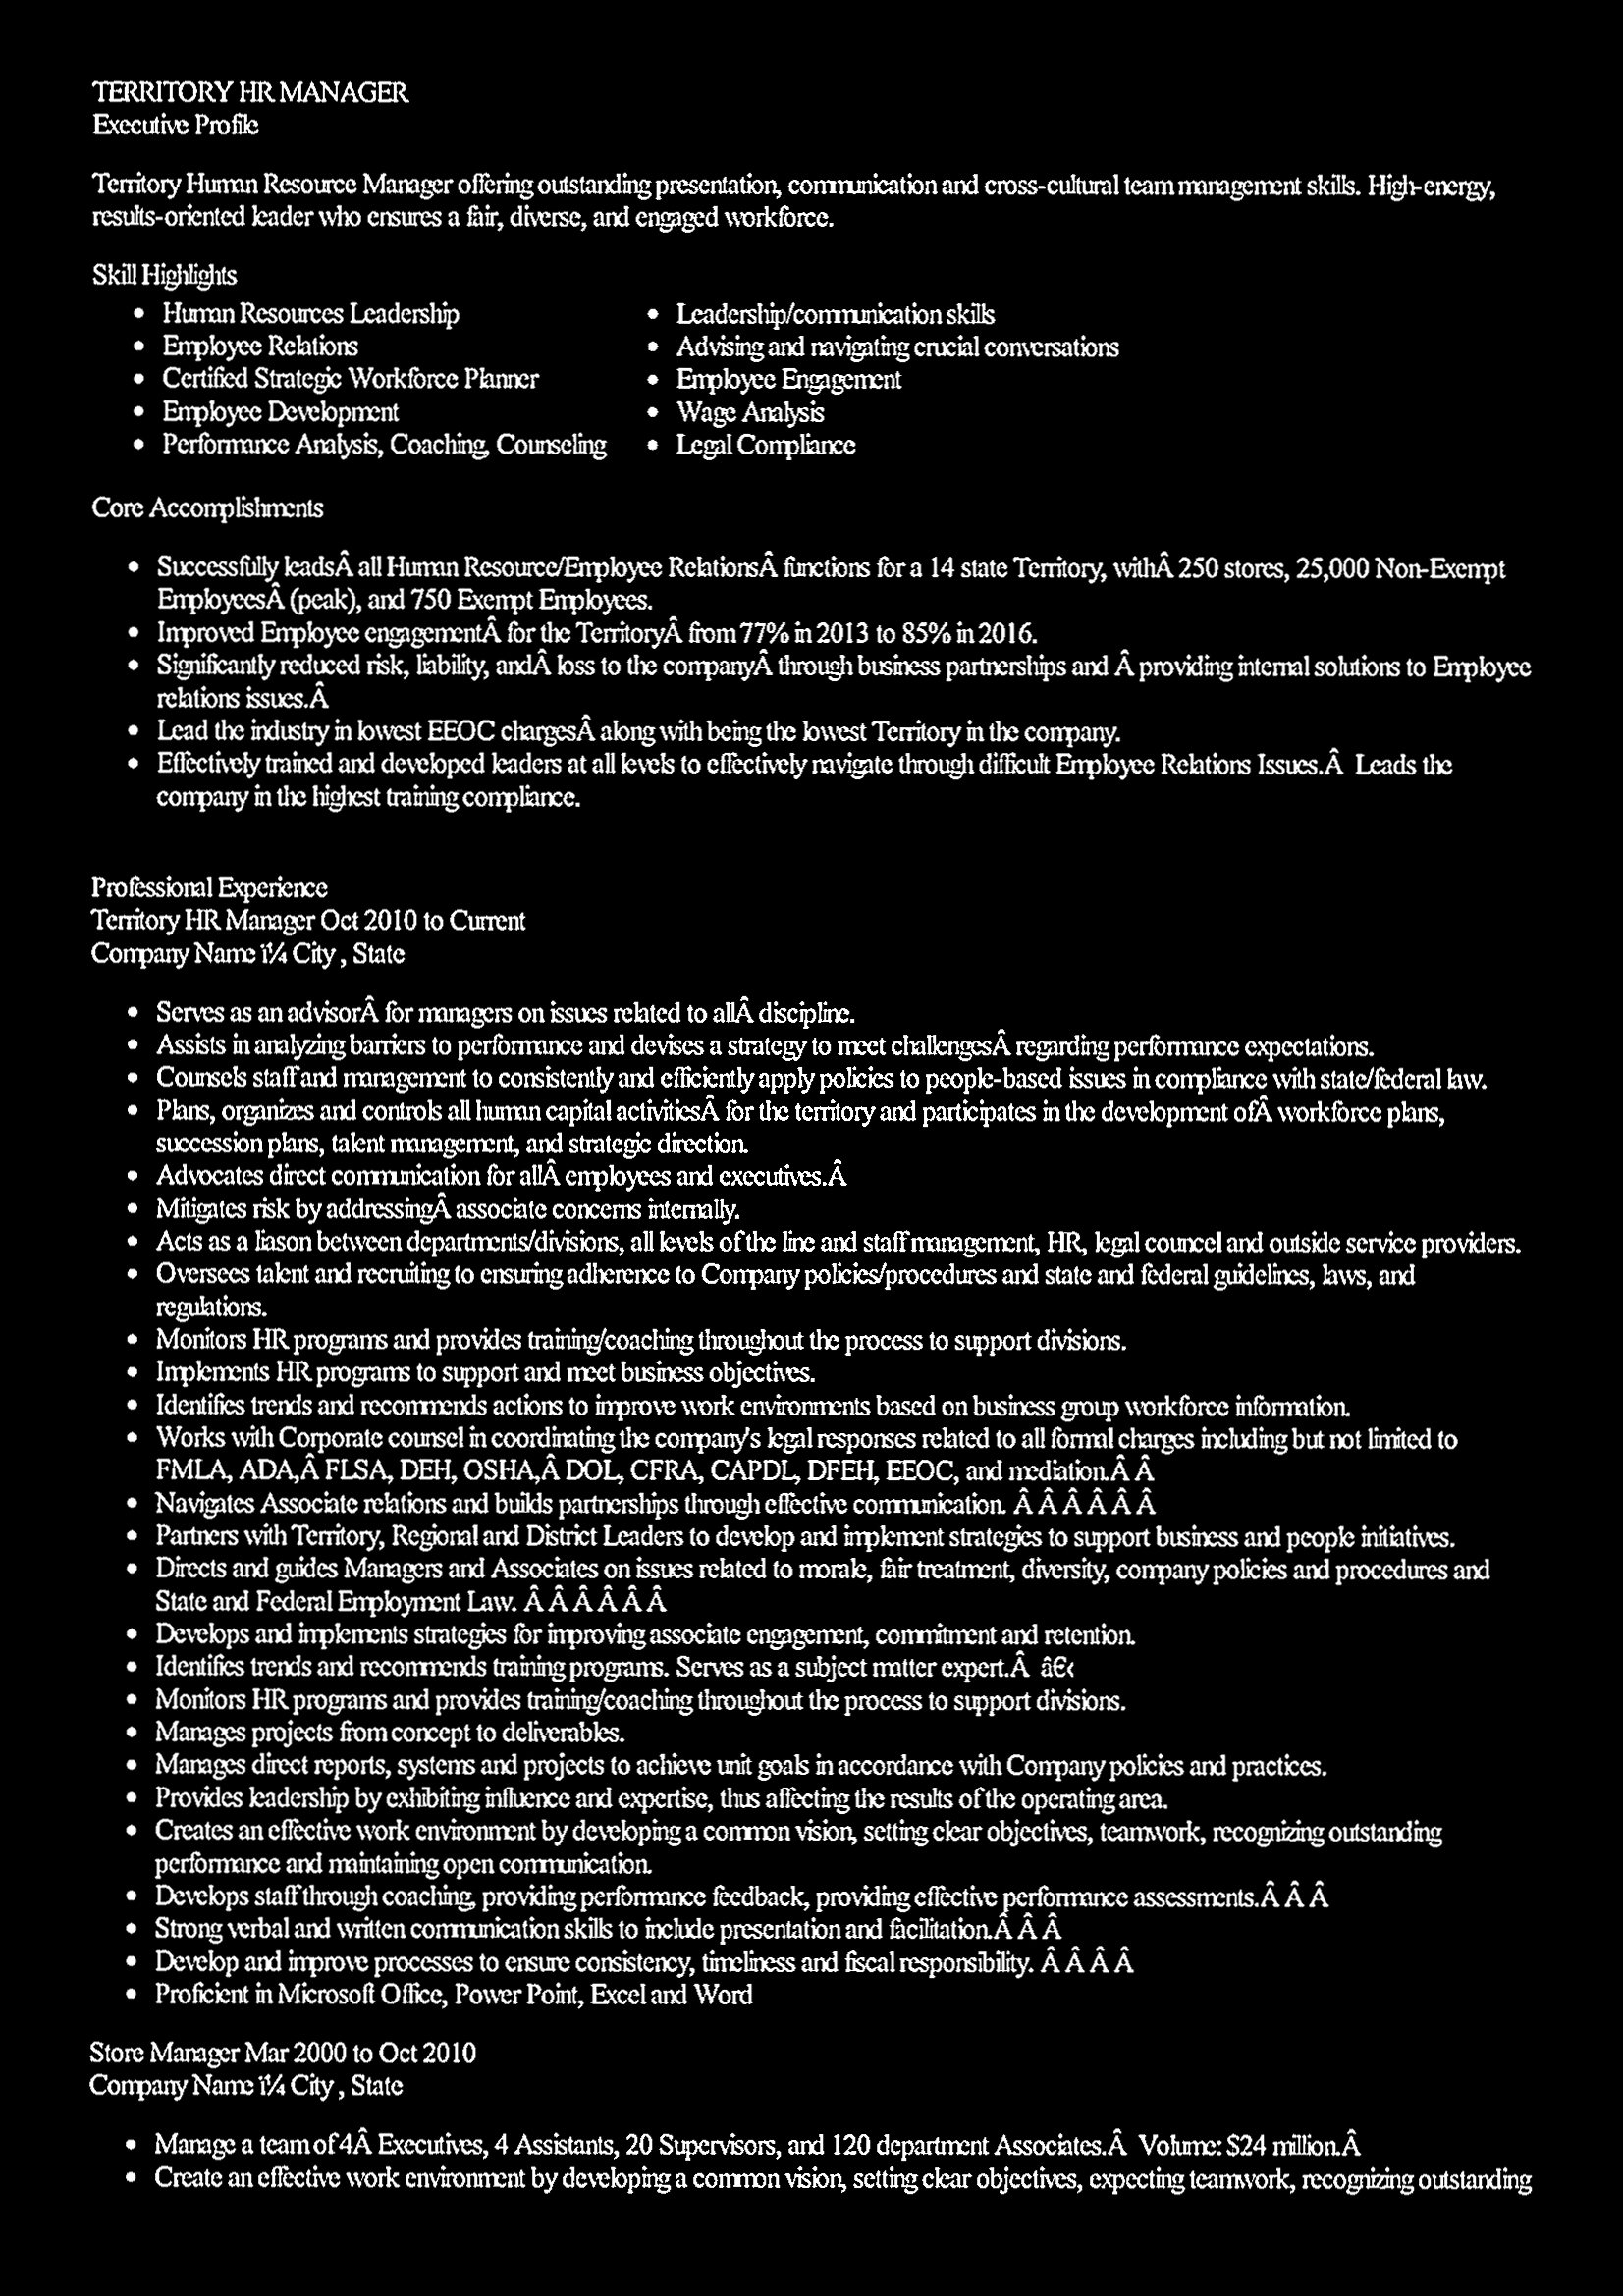 TERRITORY HR MANAGER
Executive Profile
Territory Human Resource Manager offering outstanding presentation, communication and cross-cultural team management skills. High-energy,
results-oriented leader who ensures a fair, diverse, and engaged workforce.
Skill Highlights
• Human Resources Leadership
• Employee Relations
• Certified Strategic Workforce Planner
• Employee Development
• Performance Analysis, Coaching, Counseling
• Leadership/communication skills
• Advising and navigating crucial conversations
• Employee Engagement
• Wage Analysis
• Legal Compliance
Core Accomplishments
• Successfully leadsÂ all Human Resource/Employee RelationsÂ functions for a 14 state Territory, withÂ 250 stores, 25,000 Non-Exempt
EmployeesÂ (peak), and 750 Exempt Employees.
• Improved Employee engagementÂ for the TerritoryÂ from 77% in 2013 to 85% in 2016.
• Significantly reduced risk, liability, andÂ loss to the companyÂ through business partnerships and Â providing internal solutions to Employee
relations issues.Â
• Lead the industry in lowest EEOC chargesÂ along with being the lowest Territory in the company.
• Effectively trained and developed leaders at all levels to effectively navigate through difficult Employee Relations Issues.Â Leads the
company in the highest training compliance.
Professional Experience
Territory HR Manager Oct 2010 to Current
Company Name ï¼ City , State
• Serves as an advisorÂ for managers on issues related to allÂ discipline.
• Assists in analyzing barriers to performance and devises a strategy to meet challengesÂ regarding performance expectations.
• Counsels staff and management to consistently and efficiently apply policies to people-based issues in compliance with state/federal law.
• Plans, organizes and controls all human capital activitiesÂ for the territory and participates in the development ofÂ workforce plans,
succession plans, talent management, and strategic direction.
• Advocates direct communication for allÂ employees and executives.Â
• Mitigates risk by addressingÂ associate concerns internally.
• Acts as a liason between departments/divisions, all levels of the line and staff management, HR, legal councel and outside service providers.
• Oversees talent and recruiting to ensuring adherence to Company policies/procedures and state and federal guidelines, laws, and
regulations.
• Monitors HR programs and provides training/coaching throughout the process to support divisions.
• Implements HR programs to support and meet business objectives.
• Identifies trends and recommends actions to improve work environments based on business group workforce information.
• Works with Corporate counsel in coordinating the company's legal responses related to all formal charges including but not limited to
FMLA, ADA,Â FLSA, DEH, OSHA,Â DOL, CFRA, CAPDL, DFEH, EEOC, and mediation.Â Â
• Navigates Associate relations and builds partnerships through effective communication. Â Â Â Â Â Â
• Partners with Territory, Regional and District Leaders to develop and implement strategies to support business and people initiatives.
• Directs and guides Managers and Associates on issues related to morale, fair treatment, diversity, company policies and procedures and
State and Federal Employment Law. Â Â Â Â Â Â
• Develops and implements strategies for improving associate engagement, commitment and retention.
• Identifies trends and recommends training programs. Serves as a subject matter expert.Â â€‹
• Monitors HR programs and provides training/coaching throughout the process to support divisions.
• Manages projects from concept to deliverables.
• Manages direct reports, systems and projects to achieve unit goals in accordance with Company policies and practices.
• Provides leadership by exhibiting influence and expertise, thus affecting the results of the operating area.
• Creates an effective work environment by developing a common vision, setting clear objectives, teamwork, recognizing outstanding
performance and maintaining open communication.
• Develops staff through coaching, providing performance feedback, providing effective performance assessments.Â Â Â
• Strong verbal and written communication skills to include presentation and facilitation.Â Â Â
• Develop and improve processes to ensure consistency, timeliness and fiscal responsibility. Â Â Â Â
• Proficient in Microsoft Office, Power Point, Excel and Word
Store Manager Mar 2000 to Oct 2010
Company Name ï¼ City , State
• Manage a team of 4Â Executives, 4 Assistants, 20 Supervisors, and 120 department Associates.Â Volume: $24 million.Â
• Create an effective work environment by developing a common vision, setting clear objectives, expecting teamwork, recognizing outstanding